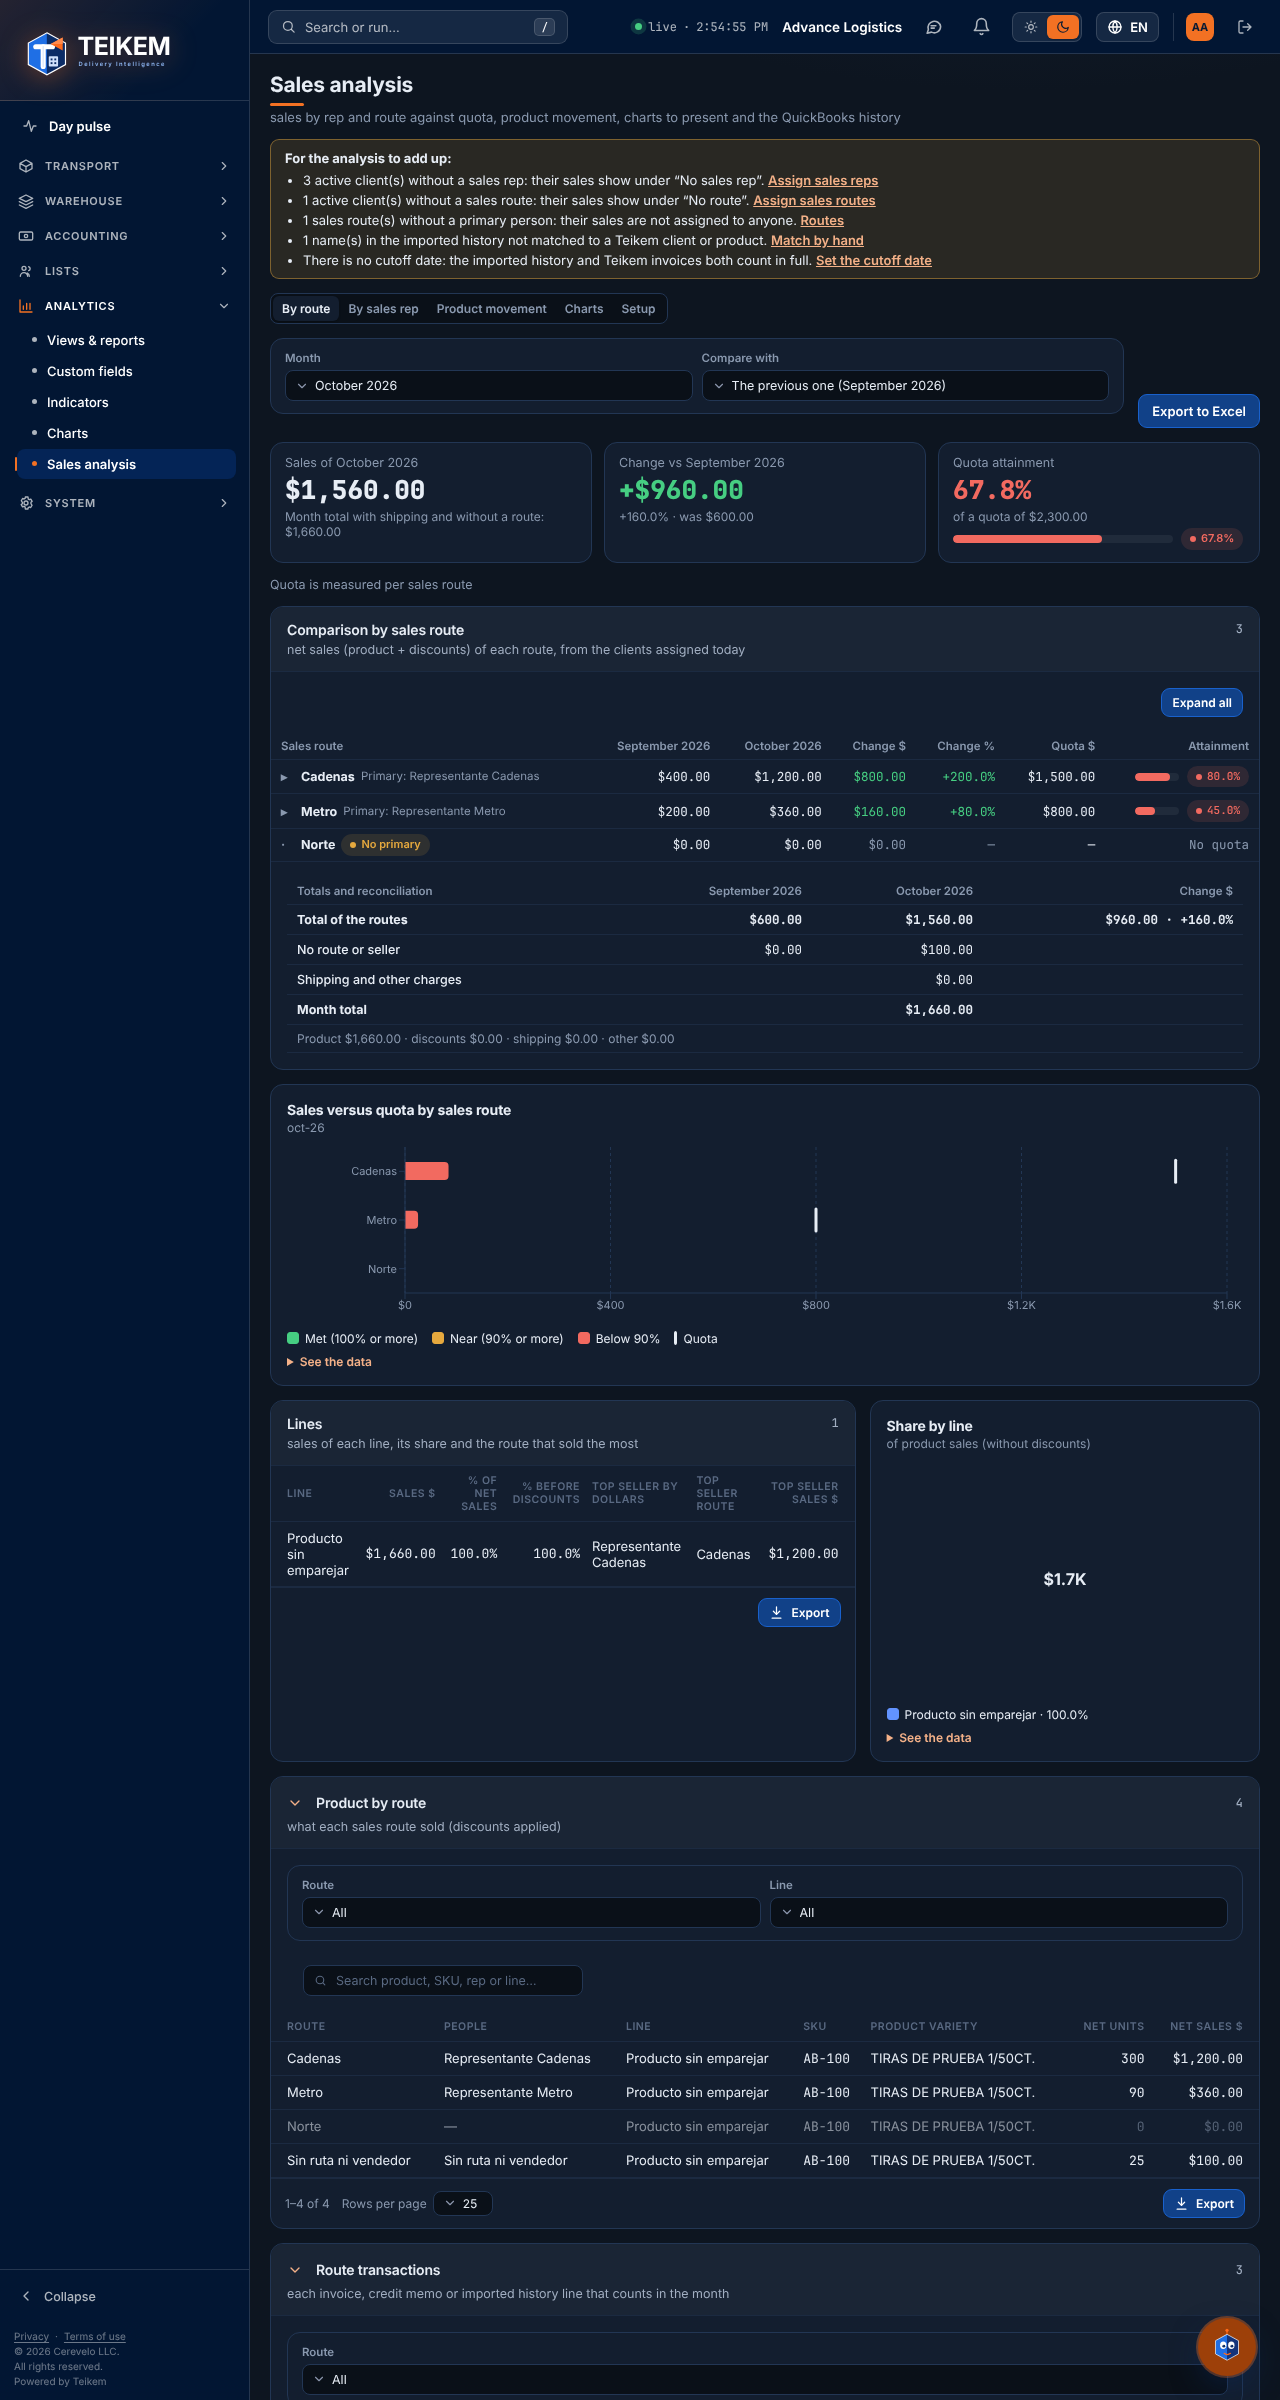 TEIKEM
Delivery Intelligence
Search or run...
/
live · 2:54:55 PM
Advance Logistics
EN
AA
Day pulse
TRANSPORT
WAREHOUSE
ACCOUNTING
LISTS
ANALYTICS
Views & reports
Custom fields
Indicators
Charts
Sales analysis
SYSTEM
Collapse
Privacy · Terms of use
© 2026 Cerevelo LLC.
All rights reserved.
Powered by Teikem
Sales analysis
sales by rep and route against quota, product movement, charts to present and the QuickBooks history
For the analysis to add up:
• 3 active client(s) without a sales rep: their sales show under “No sales rep”. Assign sales reps
• 1 active client(s) without a sales route: their sales show under “No route”. Assign sales routes
• 1 sales route(s) without a primary person: their sales are not assigned to anyone. Routes
• 1 name(s) in the imported history not matched to a Teikem client or product. Match by hand
• There is no cutoff date: the imported history and Teikem invoices both count in full. Set the cutoff date
By route By sales rep Product movement Charts Setup
Month
October 2026
Compare with
The previous one (September 2026)
Export to Excel
Sales of October 2026
$1,560.00
Month total with shipping and without a route:
$1,660.00
Change vs September 2026
+$960.00
+160.0% · was $600.00
Quota attainment
67.8%
of a quota of $2,300.00
67.8%
Quota is measured per sales route
Comparison by sales route 3
net sales (product + discounts) of each route, from the clients assigned today
Expand all
Sales route September 2026 October 2026 Change $ Change % Quota $ Attainment
Cadenas Primary: Representante Cadenas $400.00 $1,200.00 $800.00 +200.0% $1,500.00 80.0%
Metro Primary: Representante Metro $200.00 $360.00 $160.00 +80.0% $800.00 45.0%
Norte No primary $0.00 $0.00 $0.00 — — No quota
Totals and reconciliation September 2026 October 2026 Change $
Total of the routes $600.00 $1,560.00 $960.00 · +160.0%
No route or seller $0.00 $100.00
Shipping and other charges $0.00
Month total $1,660.00
Product $1,660.00 · discounts $0.00 · shipping $0.00 · other $0.00
Sales versus quota by sales route
oct-26
Cadenas
Metro
Norte
$0 $400 $800 $1.2K $1.6K
Met (100% or more) Near (90% or more) Below 90% Quota
See the data
Lines 1
sales of each line, its share and the route that sold the most
LINE SALES $ % OF NET SALES % BEFORE DISCOUNTS TOP SELLER BY DOLLARS TOP SELLER ROUTE TOP SELLER SALES $
Producto sin emparejar $1,660.00 100.0% 100.0% Representante Cadenas Cadenas $1,200.00
Export
Share by line
of product sales (without discounts)
$1.7K
Producto sin emparejar · 100.0%
See the data
Product by route 4
what each sales route sold (discounts applied)
Route
All
Line
All
Search product, SKU, rep or line...
ROUTE PEOPLE LINE SKU PRODUCT VARIETY NET UNITS NET SALES $
Cadenas Representante Cadenas Producto sin emparejar AB-100 TIRAS DE PRUEBA 1/50CT. 300 $1,200.00
Metro Representante Metro Producto sin emparejar AB-100 TIRAS DE PRUEBA 1/50CT. 90 $360.00
Norte — Producto sin emparejar AB-100 TIRAS DE PRUEBA 1/50CT. 0 $0.00
Sin ruta ni vendedor Sin ruta ni vendedor Producto sin emparejar AB-100 TIRAS DE PRUEBA 1/50CT. 25 $100.00
1–4 of 4 Rows per page 25
Export
Route transactions 3
each invoice, credit memo or imported history line that counts in the month
Route
All